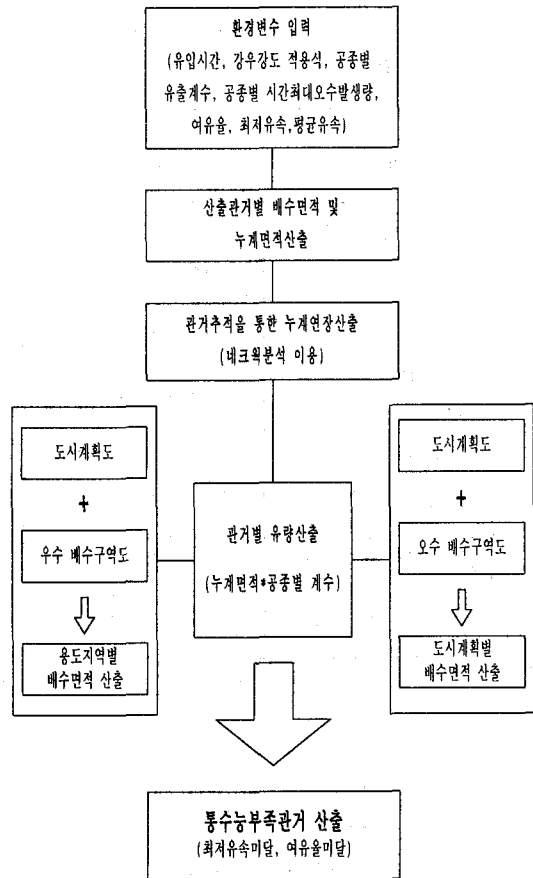 환경변수 입력
(유입시간, 강우강도 적용식, 공종별
유출계수, 공종별 시간최대오수발생량,
여유율, 최저유속,평균유속)
산출관거별 배수면적 및
누계면적산출
관거추적을 통한 누계연장산출
(네크웍분석 이용)
도시계획도
+
우수 배수구역도
용도지역별
배수면적 산출
관거별 유량산출
(누계면적*공종별 계수)
도시계획도
+
오수 배수구역도
도시계획별
배수면적 산출
통수능부족관거 산출
(최저유속미달, 여유율미달)